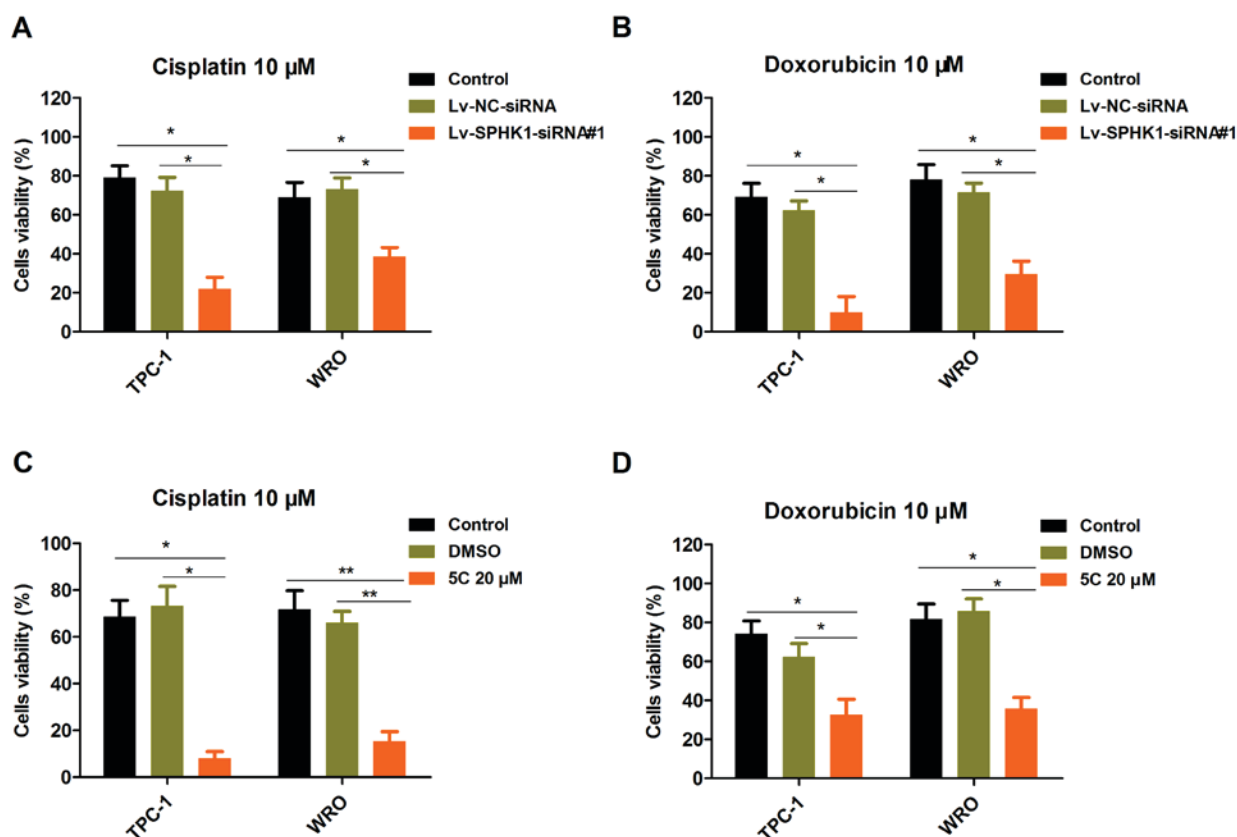 A
Cisplatin 10 µM
Control
Lv-NC-siRNA
Lv-SPHK1-siRNA#1
Cells viability (%)
120
100
80
60
40
20
0
*
*
*
*
TPC-1
WRO
B
Doxorubicin 10 µM
Control
Lv-NC-siRNA
Lv-SPHK1-siRNA#1
Cells viability (%)
120
100
80
60
40
20
0
*
*
*
*
TPC-1
WRO
C
Cisplatin 10 µM
Control
DMSO
5C 20 µM
Cells viability (%)
100
80
60
40
20
0
*
*
**
**
TPC-1
WRO
D
Doxorubicin 10 µM
Control
DMSO
5C 20 µM
Cells viability (%)
120
100
80
60
40
20
0
*
*
*
*
TPC-1
WRO